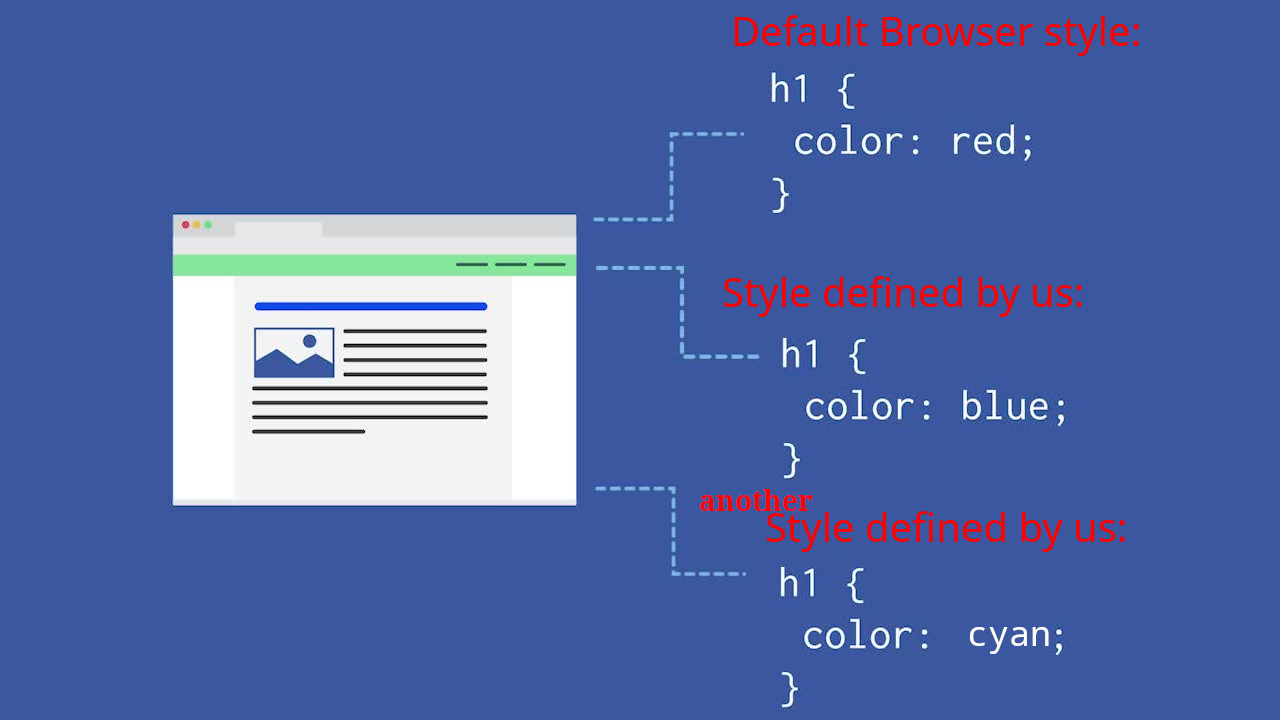 Default Browser style:
h1 {
color: red;
}
Style defined by us:
h1 {
color: blue;
}
another
Style defined by us:
h1 {
color: cyan;
}